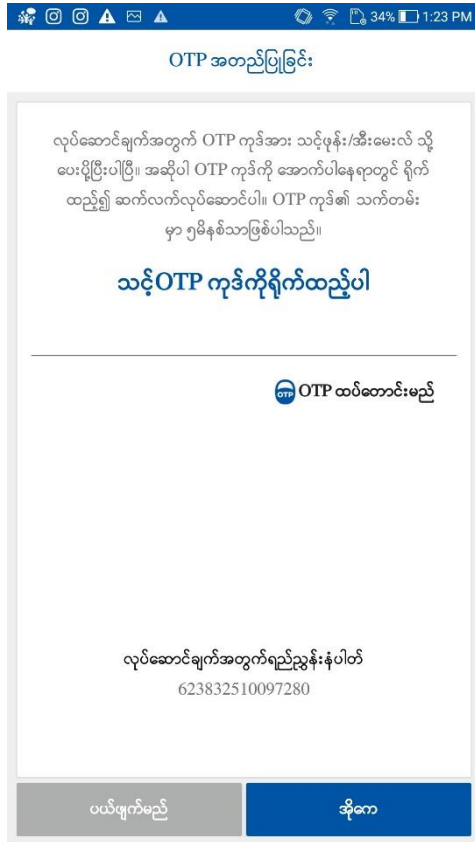 34% 1:23 PM
OTP အတည်ပြုခြင်း
လုပ်ဆောင်ချက်အတွက် OTP ကုဒ်အား သင့်ဖုန်း/အီးမေးလ် သို့
ပေးပို့ပြီးပါပြီ။ အဆိုပါ OTP ကုဒ်ကို အောက်ပါနေရာတွင် ရိုက်
ထည့်၍ ဆက်လက်လုပ်ဆောင်ပါ။ OTP ကုဒ်၏ သက်တမ်း
မှာ ၅မိနစ်သာဖြစ်ပါသည်။
သင့်OTP ကုဒ်ကိုရိုက်ထည့်ပါ
OTP OTP ထပ်တောင်းမည်
လုပ်ဆောင်ချက်အတွက်ရည်ညွှန်းနံပါတ်
623832510097280
ပယ်ဖျက်မည်
အိုကေ